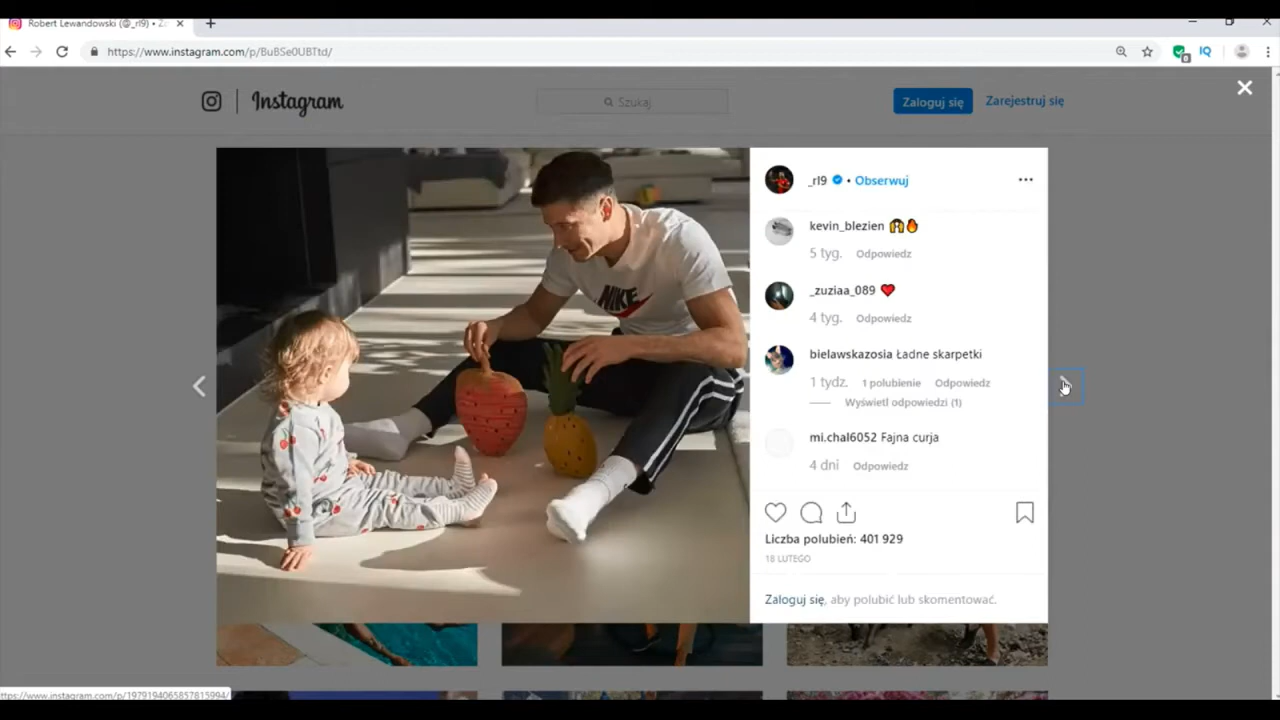 Robert Lewandowski (@_rl9) • Z
https://www.instagram.com/p/BuBSe0UBTtd/
IQ
Instagram
Szukaj
Zaloguj się
Zarejestruj się
_rl9 • Obserwuj
kevin_blezien 🙌🔥
5 tyg. Odpowiedz
_zuziaa_089 ❤️
4 tyg. Odpowiedz
bielawskazosia Ładne skarpetki
1 tydz. 1 polubienie Odpowiedz
Wyświetl odpowiedzi (1)
mi.chal6052 Fajna curja
4 dni Odpowiedz
Liczba polubień: 401 929
18 LUTEGO
Zaloguj się, aby polubić lub skomentować.
NIKE
https://www.instagram.com/p/1979194065857815994/